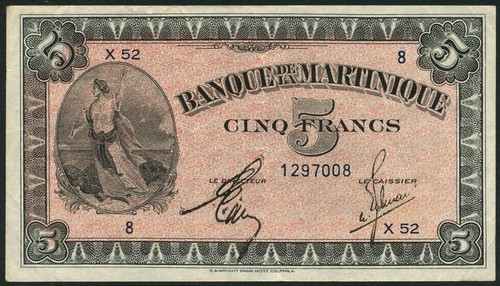 5 5
X 52 8
BANQUE DE LA MARTINIQUE
5
CINQ FRANCS
1297008
LE DIRECTEUR LE CAISSIER
8 X 52
5 5
E.A.WRIGHT BANK NOTE CO.PHILA.